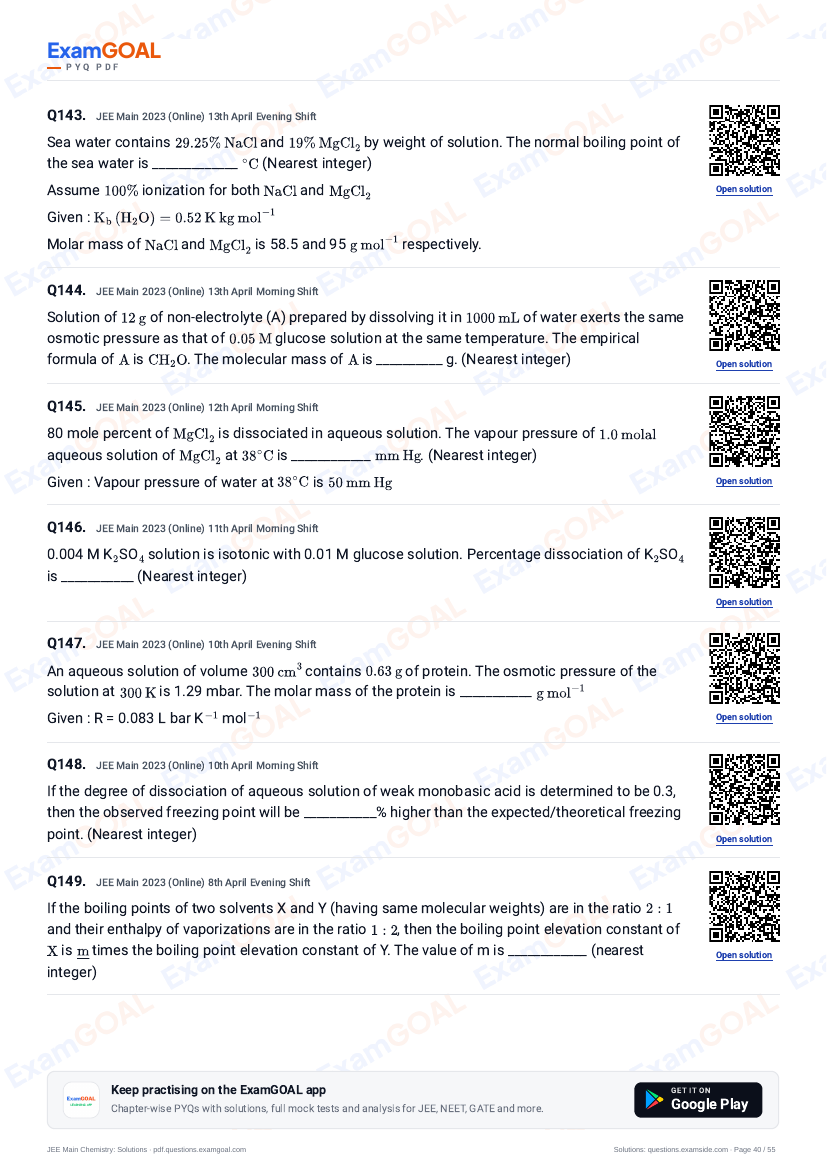 ExamGOAL
PYQ PDF
Q143. JEE Main 2023 (Online) 13th April Evening Shift
Sea water contains 29.25% NaCl and 19% MgCl₂ by weight of solution. The normal boiling point of
the sea water is _____________ °C (Nearest integer)
Assume 100% ionization for both NaCl and MgCl₂
Given : K_b (H₂O) = 0.52 K kg mol⁻¹
Molar mass of NaCl and MgCl₂ is 58.5 and 95 g mol⁻¹ respectively.
Open solution
Q144. JEE Main 2023 (Online) 13th April Morning Shift
Solution of 12 g of non-electrolyte (A) prepared by dissolving it in 1000 mL of water exerts the same
osmotic pressure as that of 0.05 M glucose solution at the same temperature. The empirical
formula of A is CH₂O. The molecular mass of A is __________ g. (Nearest integer)
Open solution
Q145. JEE Main 2023 (Online) 12th April Morning Shift
80 mole percent of MgCl₂ is dissociated in aqueous solution. The vapour pressure of 1.0 molal
aqueous solution of MgCl₂ at 38°C is ____________ mm Hg. (Nearest integer)
Given : Vapour pressure of water at 38°C is 50 mm Hg
Open solution
Q146. JEE Main 2023 (Online) 11th April Morning Shift
0.004 M K₂SO₄ solution is isotonic with 0.01 M glucose solution. Percentage dissociation of K₂SO₄
is ___________ (Nearest integer)
Open solution
Q147. JEE Main 2023 (Online) 10th April Evening Shift
An aqueous solution of volume 300 cm³ contains 0.63 g of protein. The osmotic pressure of the
solution at 300 K is 1.29 mbar. The molar mass of the protein is ___________ g mol⁻¹
Given : R = 0.083 L bar K⁻¹ mol⁻¹
Open solution
Q148. JEE Main 2023 (Online) 10th April Morning Shift
If the degree of dissociation of aqueous solution of weak monobasic acid is determined to be 0.3,
then the observed freezing point will be ___________% higher than the expected/theoretical freezing
point. (Nearest integer)
Open solution
Q149. JEE Main 2023 (Online) 8th April Evening Shift
If the boiling points of two solvents X and Y (having same molecular weights) are in the ratio 2 : 1
and their enthalpy of vaporizations are in the ratio 1 : 2, then the boiling point elevation constant of
X is m times the boiling point elevation constant of Y. The value of m is ____________ (nearest
integer)
Open solution
Keep practising on the ExamGOAL app
Chapter-wise PYQs with solutions, full mock tests and analysis for JEE, NEET, GATE and more.
GET IT ON
Google Play
JEE Main Chemistry: Solutions · pdf.questions.examgoal.com
Solutions: questions.examside.com · Page 40 / 55